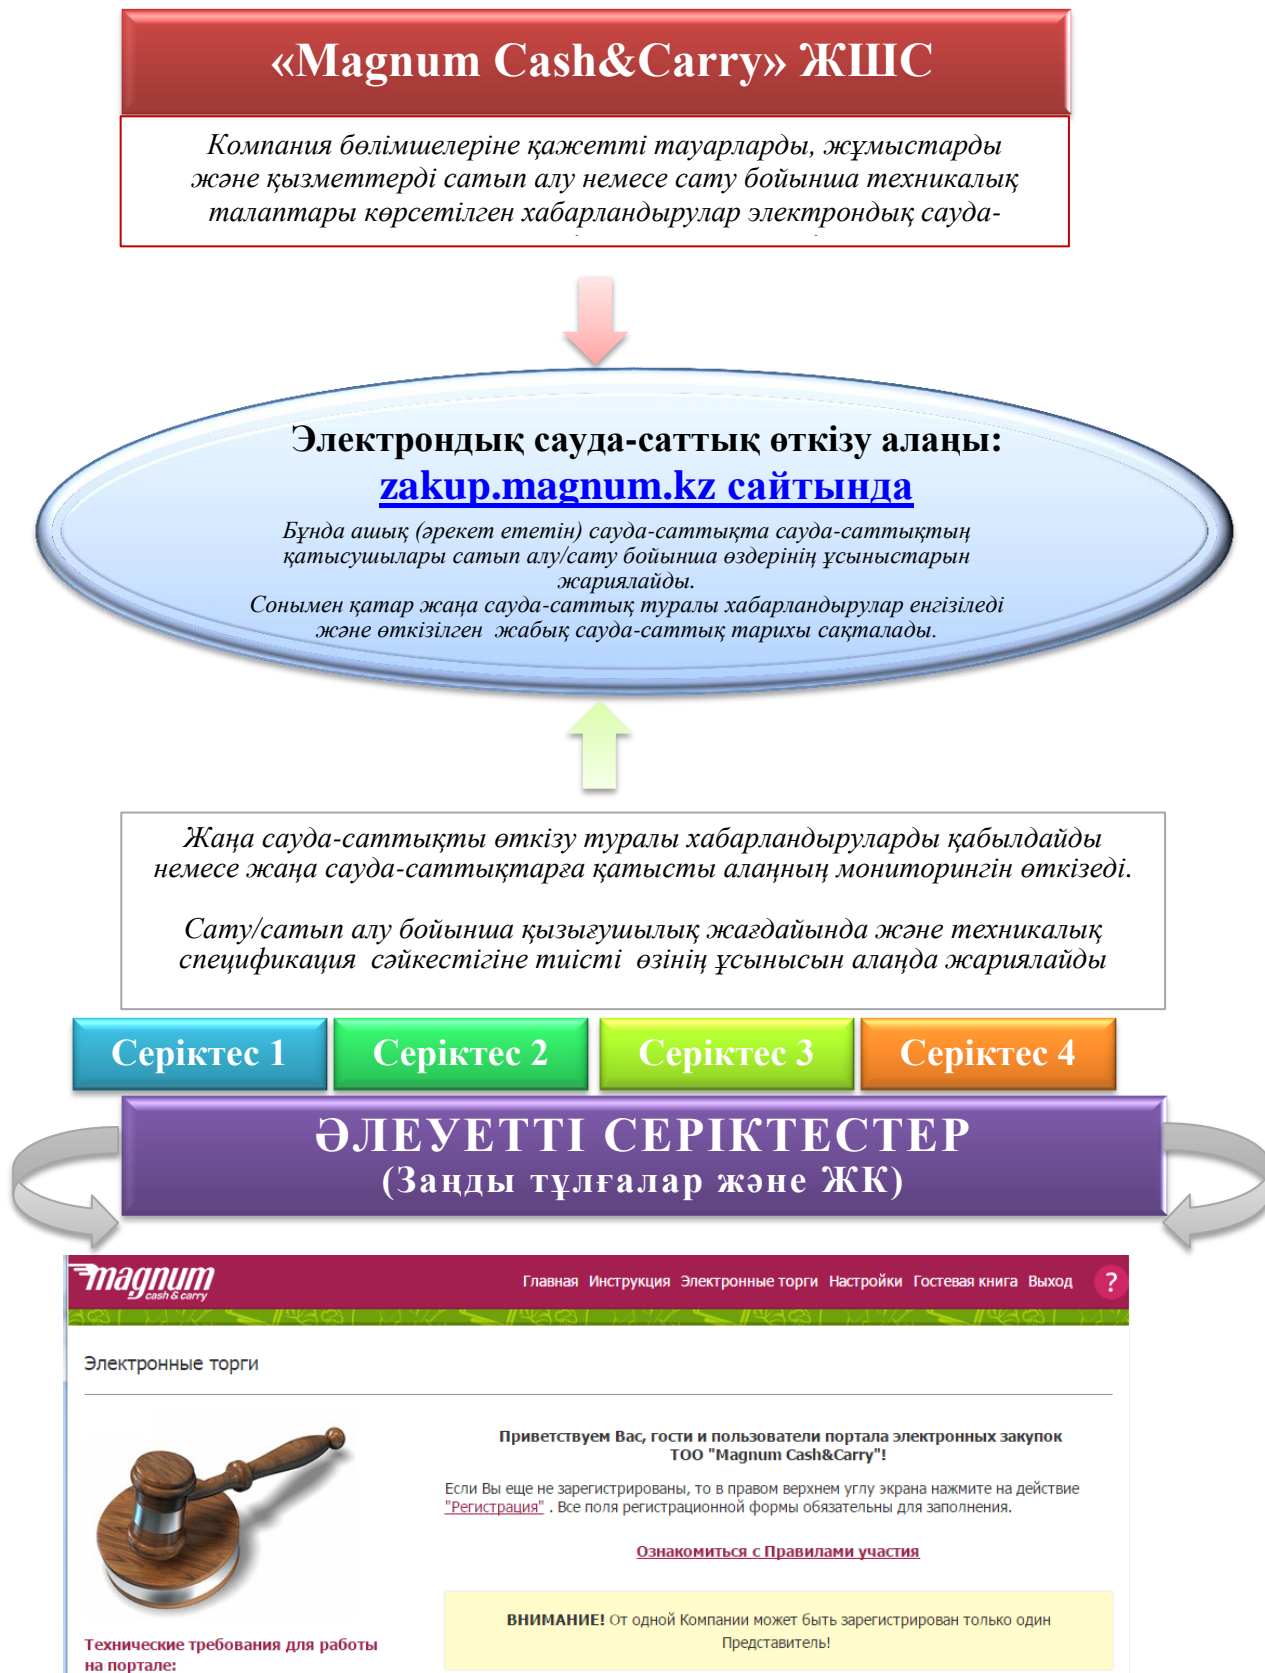 «Magnum Cash&Carry» ЖШС
Компания бөлімшелеріне қажетті тауарларды, жұмыстарды
және қызметтерді сатып алу немесе сату бойынша техникалық
талаптары көрсетілген хабарландырулар электрондық сауда-
Электрондық сауда-саттық өткізу алаңы:
zakup.magnum.kz сайтында
Бұнда ашық (әрекет ететін) сауда-саттықта сауда-саттықтың
қатысушылары сатып алу/сату бойынша өздерінің ұсыныстарын
жариялайды.
Сонымен қатар жаңа сауда-саттық туралы хабарландырулар енгізіледі
және өткізілген жабық сауда-саттық тарихы сақталады.
Жаңа сауда-саттықты өткізу туралы хабарландыруларды қабылдайды
немесе жаңа сауда-саттықтарға қатысты алаңның мониторингін өткізеді.
Сату/сатып алу бойынша қызығушылық жағдайында және техникалық
спецификация сәйкестігіне тиісті өзінің ұсынысын алаңда жариялайды
Серіктес 1 Серіктес 2 Серіктес 3 Серіктес 4
ӘЛЕУЕТТІ СЕРІКТЕСТЕР
(Заңды тұлғалар және ЖК)
magnum
cash & carry
Главная Инструкция Электронные торги Настройки Гостевая книга Выход ?
Электронные торги
Приветствуем Вас, гости и пользователи портала электронных закупок
ТОО "Magnum Cash&Carry"!
Если Вы еще не зарегистрированы, то в правом верхнем углу экрана нажмите на действие
"Регистрация" . Все поля регистрационной формы обязательны для заполнения.
Ознакомиться с Правилами участия
ВНИМАНИЕ! От одной Компании может быть зарегистрирован только один
Представитель!
Технические требования для работы
на портале: